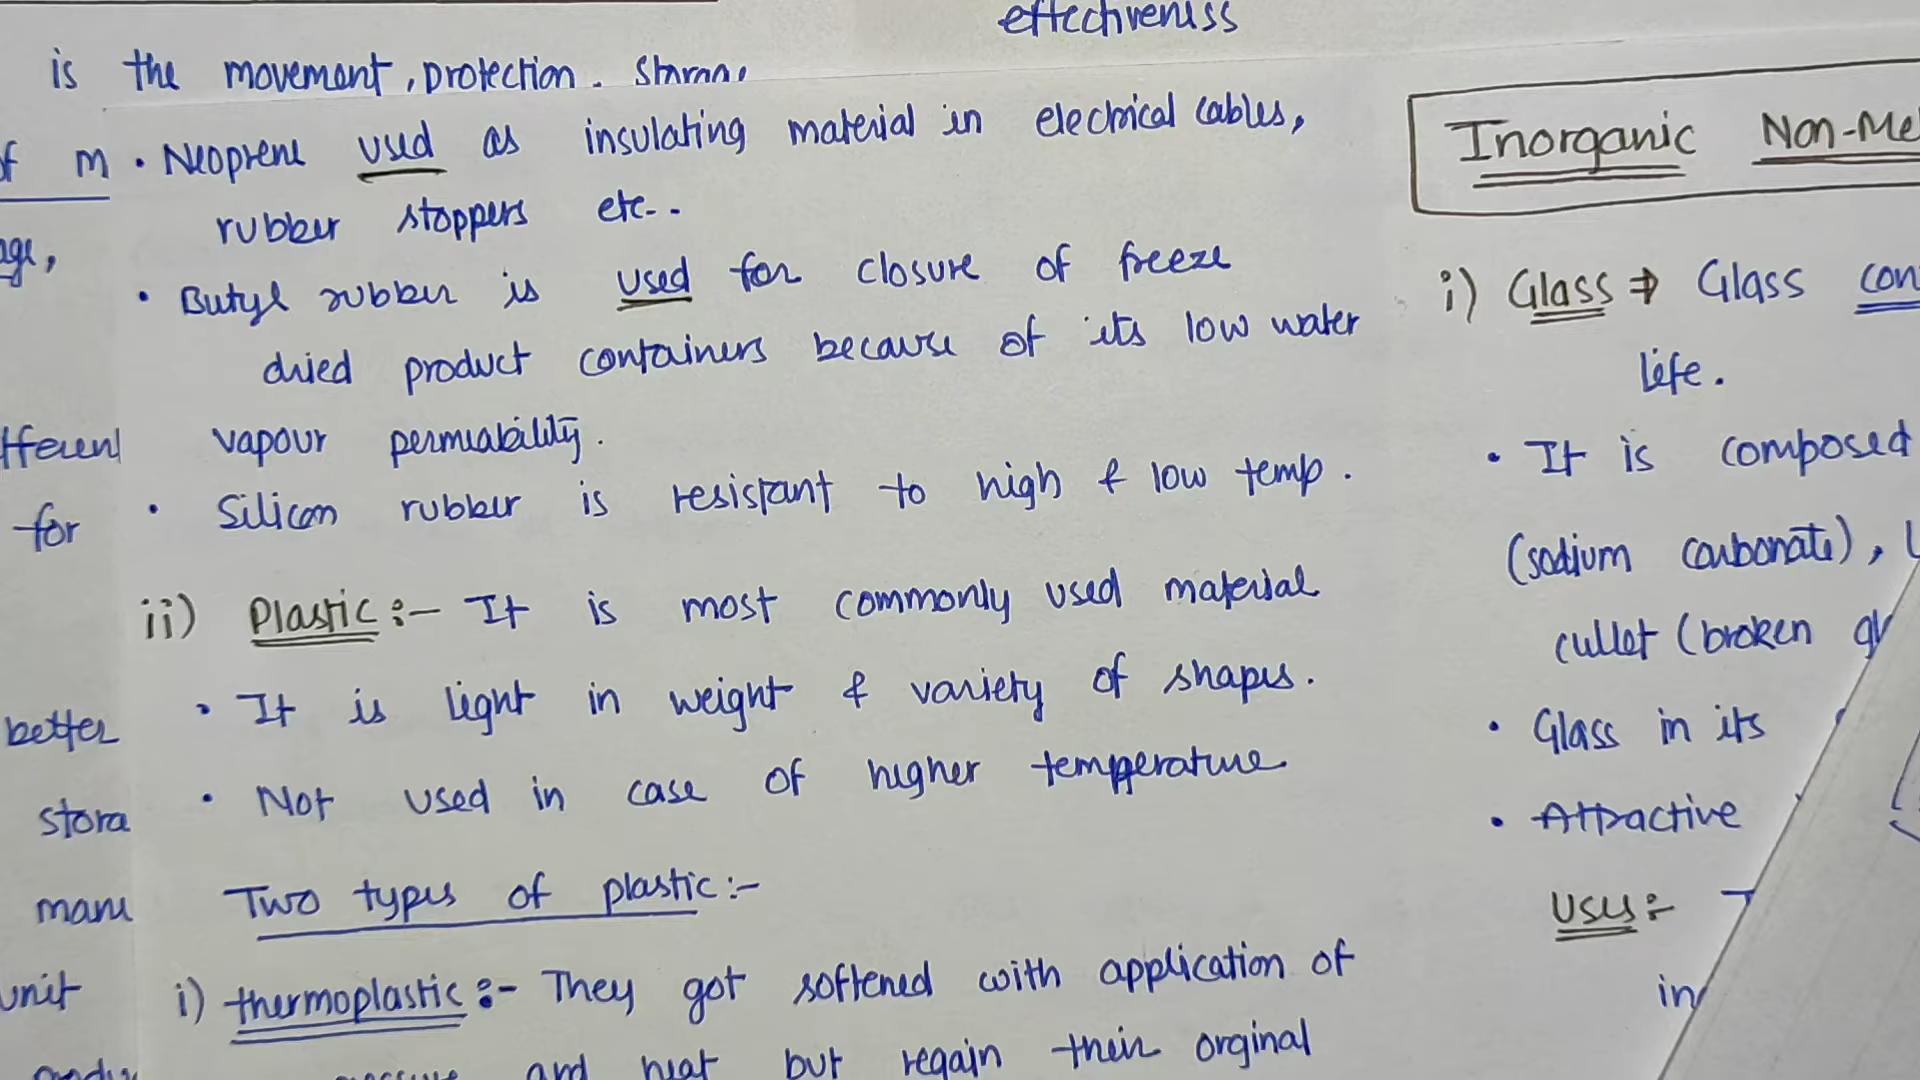 effectiveness
is the movement, protection.
of m
age,
for
better
unit
• Neoprene used as insulating material in electrical cables,
rubber stoppers etc..
• Butyl rubber is used for closure of freeze
dried product containers because of its low water
vapour permeability.
• Silicon rubber is resistant to high & low temp.
ii) Plastic :- It is most commonly used material
• It is light in weight & variety of shapes.
• Not used in case of higher temperature
Two types of plastic :-
i) thermoplastic :- They got softened with application of
and heat but regain their orginal
Inorganic
i) Glass ⇒ Glass
life.
• It is composed
(sodium carbonate),
cullet (broken
• Glass in its
• Attractive
Uses :-